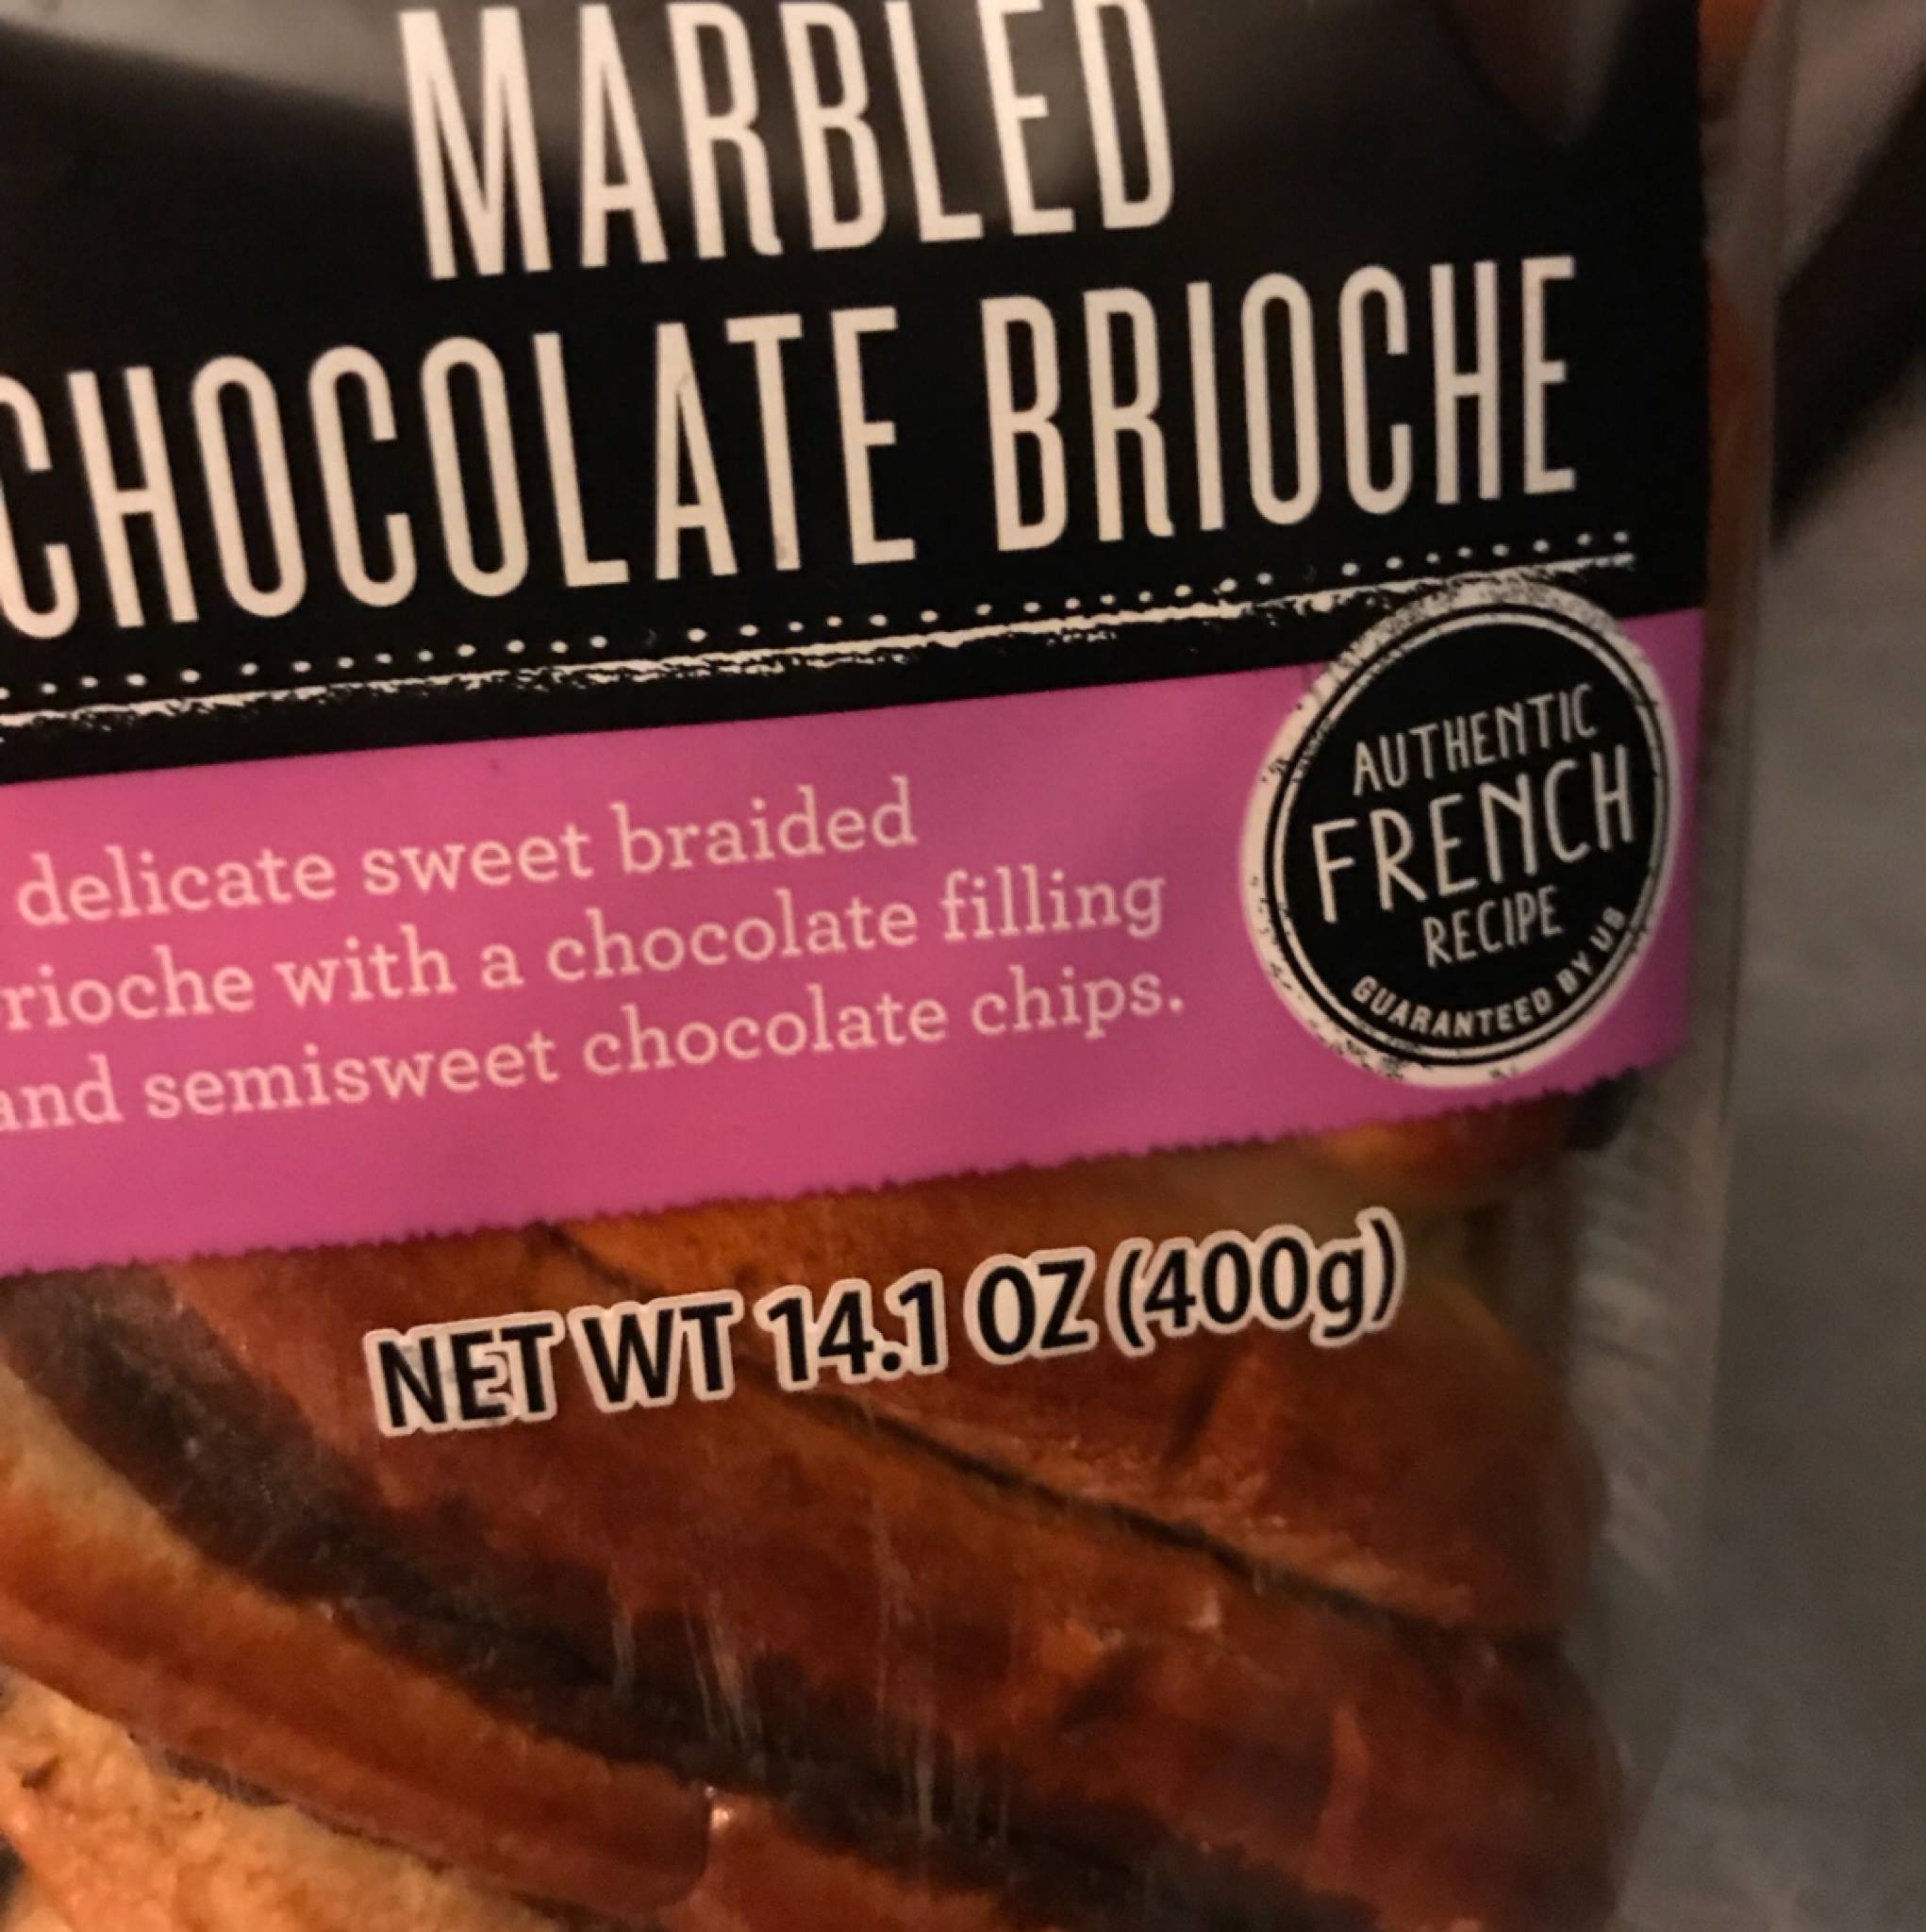 MARBLED
CHOCOLATE BRIOCHE
delicate sweet braided
rioche with a chocolate filling
and semisweet chocolate chips.
AUTHENTIC
FRENCH
RECIPE
GUARANTEED BY US
NET WT 14.1 OZ (400g)